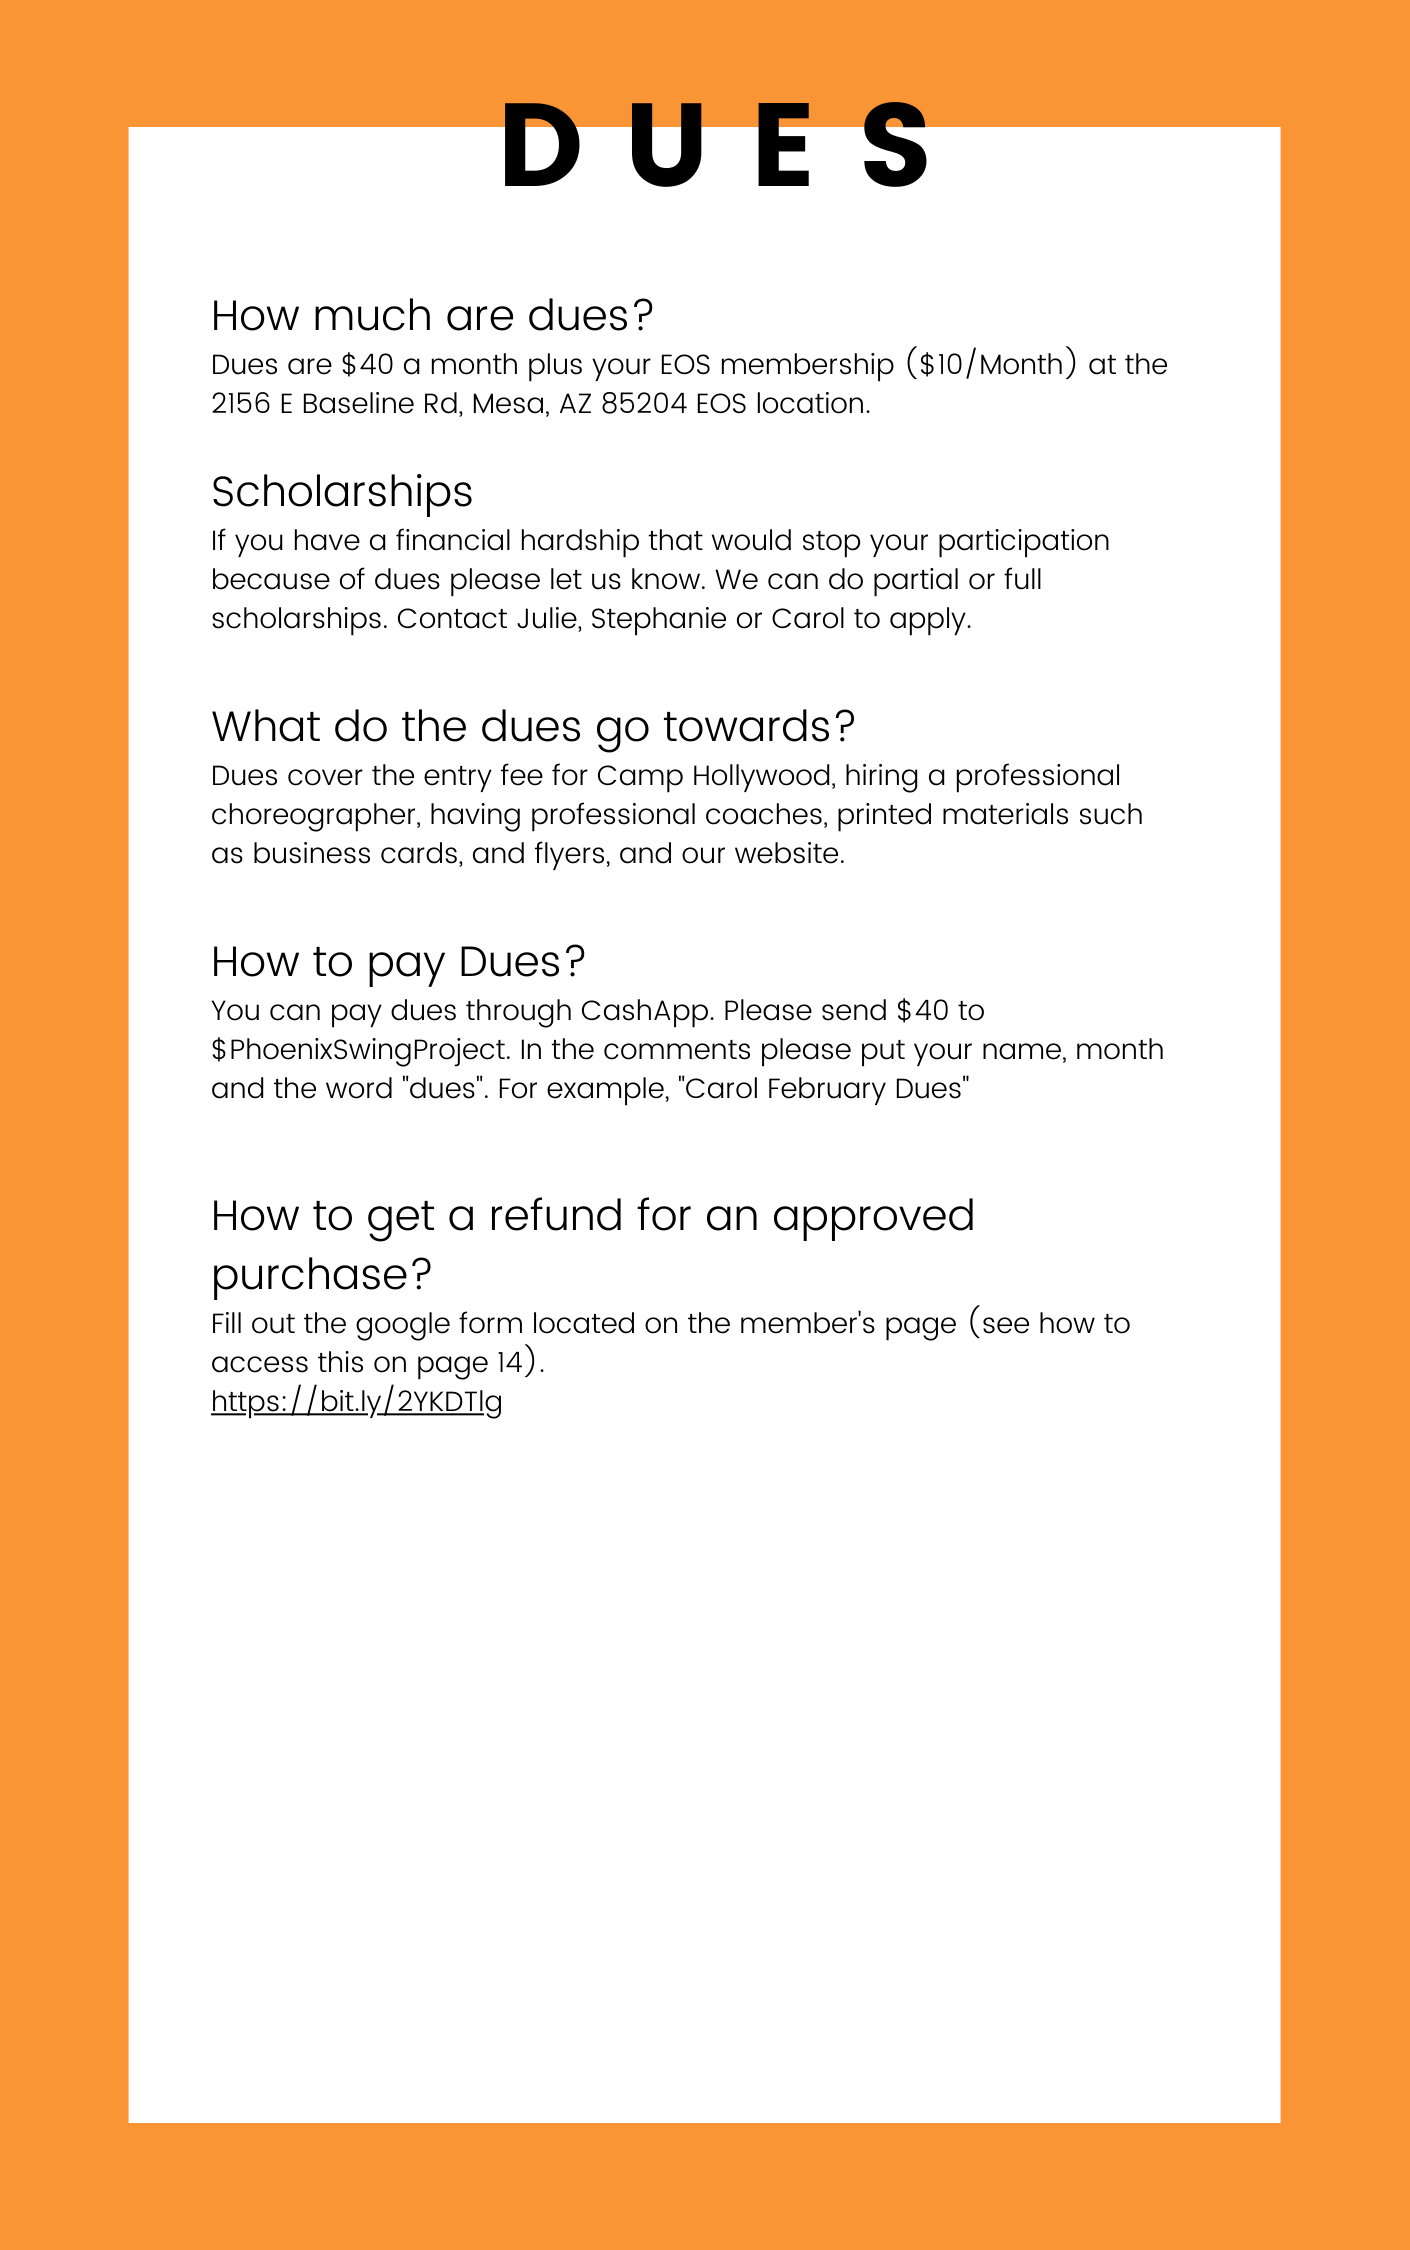 DUES
How much are dues?
Dues are $40 a month plus your EOS membership ($10/Month) at the
2156 E Baseline Rd, Mesa, AZ 85204 EOS location.
Scholarships
If you have a financial hardship that would stop your participation
because of dues please let us know. We can do partial or full
scholarships. Contact Julie, Stephanie or Carol to apply.
What do the dues go towards?
Dues cover the entry fee for Camp Hollywood, hiring a professional
choreographer, having professional coaches, printed materials such
as business cards, and flyers, and our website.
How to pay Dues?
You can pay dues through CashApp. Please send $40 to
$PhoenixSwingProject. In the comments please put your name, month
and the word "dues". For example, "Carol February Dues"
How to get a refund for an approved
purchase?
Fill out the google form located on the member's page (see how to
access this on page 14).
https://bit.ly/2YKDTlg